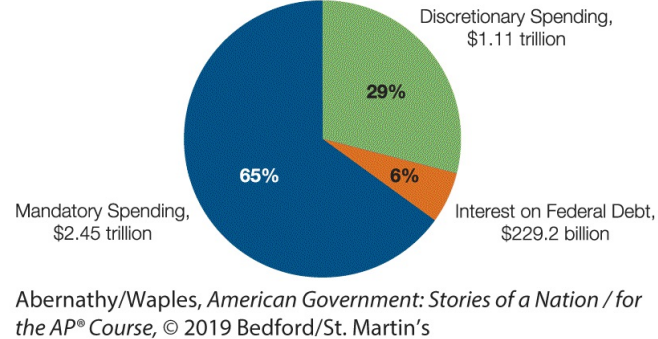 Discretionary Spending,
$1.11 trillion
29%
65%
6%
Mandatory Spending,
$2.45 trillion
Interest on Federal Debt,
$229.2 billion
Abernathy/Waples, American Government: Stories of a Nation / for
the AP® Course, © 2019 Bedford/St. Martin’s